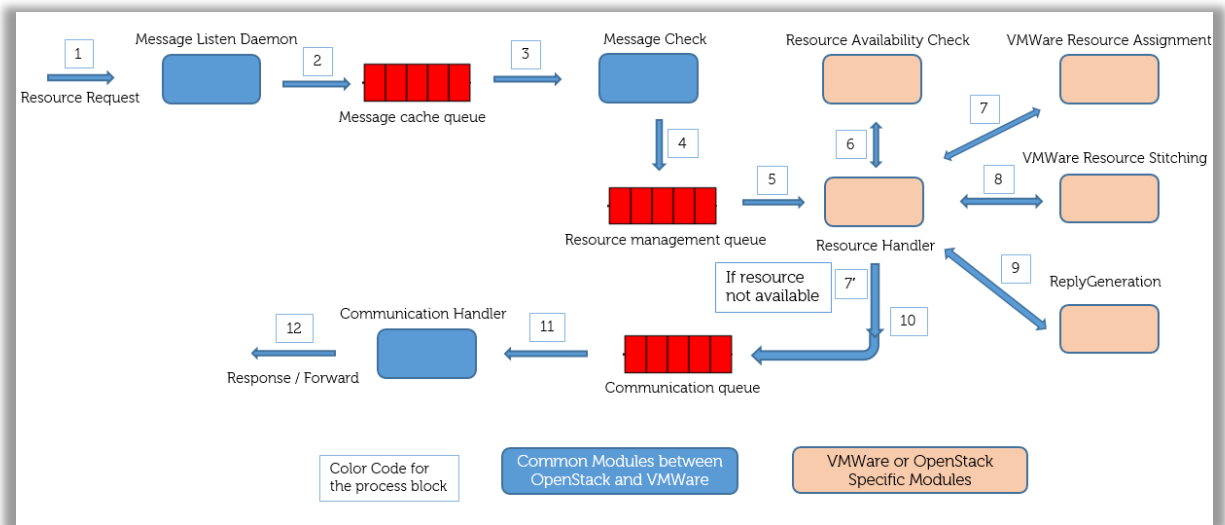 1
Resource Request
Message Listen Daemon
2
Message cache queue
3
Message Check
4
Resource management queue
5
Resource Availability Check
6
Resource Handler
VMWare Resource Assignment
7
VMWare Resource Stitching
8
9
ReplyGeneration
If resource
not available
7'
10
Communication queue
11
Communication Handler
12
Response / Forward
Color Code for
the process block
Common Modules between
OpenStack and VMWare
VMWare or OpenStack
Specific Modules